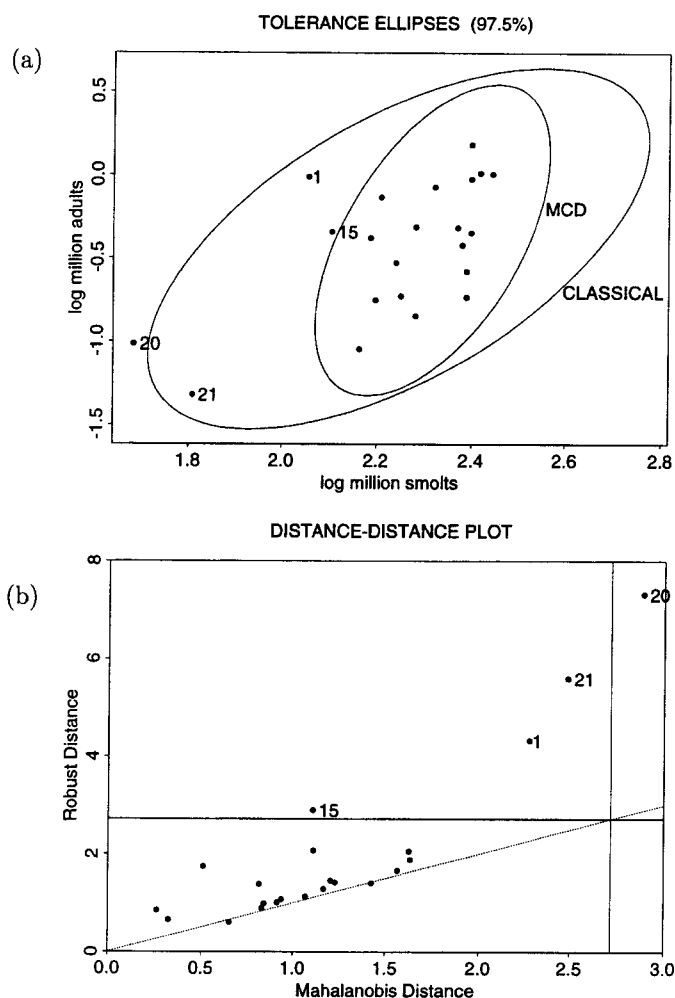 TOLERANCE ELLIPSES (97.5%)
(a)
0.5
0.0
-0.5
-1.0
-1.5
log million adults
1
15
MCD
CLASSICAL
20
21
1.8 2.0 2.2 2.4 2.6 2.8
log million smolts
DISTANCE-DISTANCE PLOT
(b)
8
6
4
2
0
Robust Distance
20
21
1
15
0.0 0.5 1.0 1.5 2.0 2.5 3.0
Mahalanobis Distance